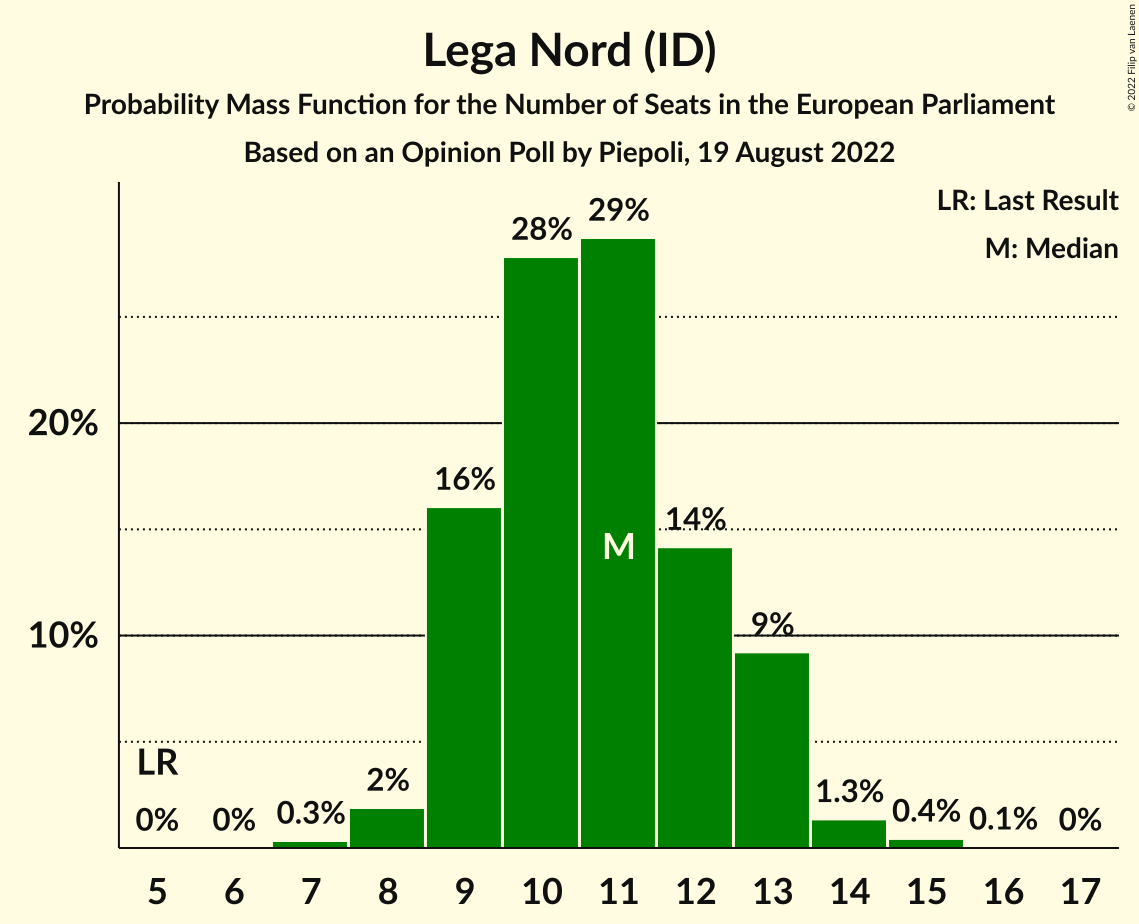 Lega Nord (ID)
Probability Mass Function for the Number of Seats in the European Parliament
Based on an Opinion Poll by Piepoli, 19 August 2022
© 2022 Filip van Laenen
LR: Last Result
M: Median
29%
28%
20%
16%
14%
M
10%
9%
LR
2%
1.3%
0% 0% 0.3% 0.4% 0.1% 0%
5 6 7 8 9 10 11 12 13 14 15 16 17